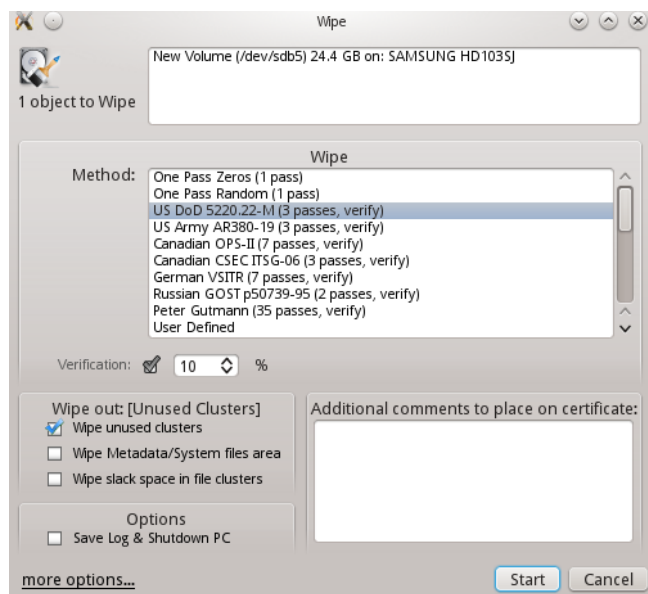 Wipe
New Volume (/dev/sdb5) 24.4 GB on: SAMSUNG HD103SJ
1 object to Wipe
Wipe
Method:
One Pass Zeros (1 pass)
One Pass Random (1 pass)
US DoD 5220.22-M (3 passes, verify)
US Army AR380-19 (3 passes, verify)
Canadian OPS-II (7 passes, verify)
Canadian CSEC ITSG-06 (3 passes, verify)
German VSITR (7 passes, verify)
Russian GOST p50739-95 (2 passes, verify)
Peter Gutmann (35 passes, verify)
User Defined
Verification: 10 %
Wipe out: [Unused Clusters]
Wipe unused clusters
Wipe Metadata/System files area
Wipe slack space in file clusters
Options
Save Log & Shutdown PC
Additional comments to place on certificate:
more options...
Start
Cancel